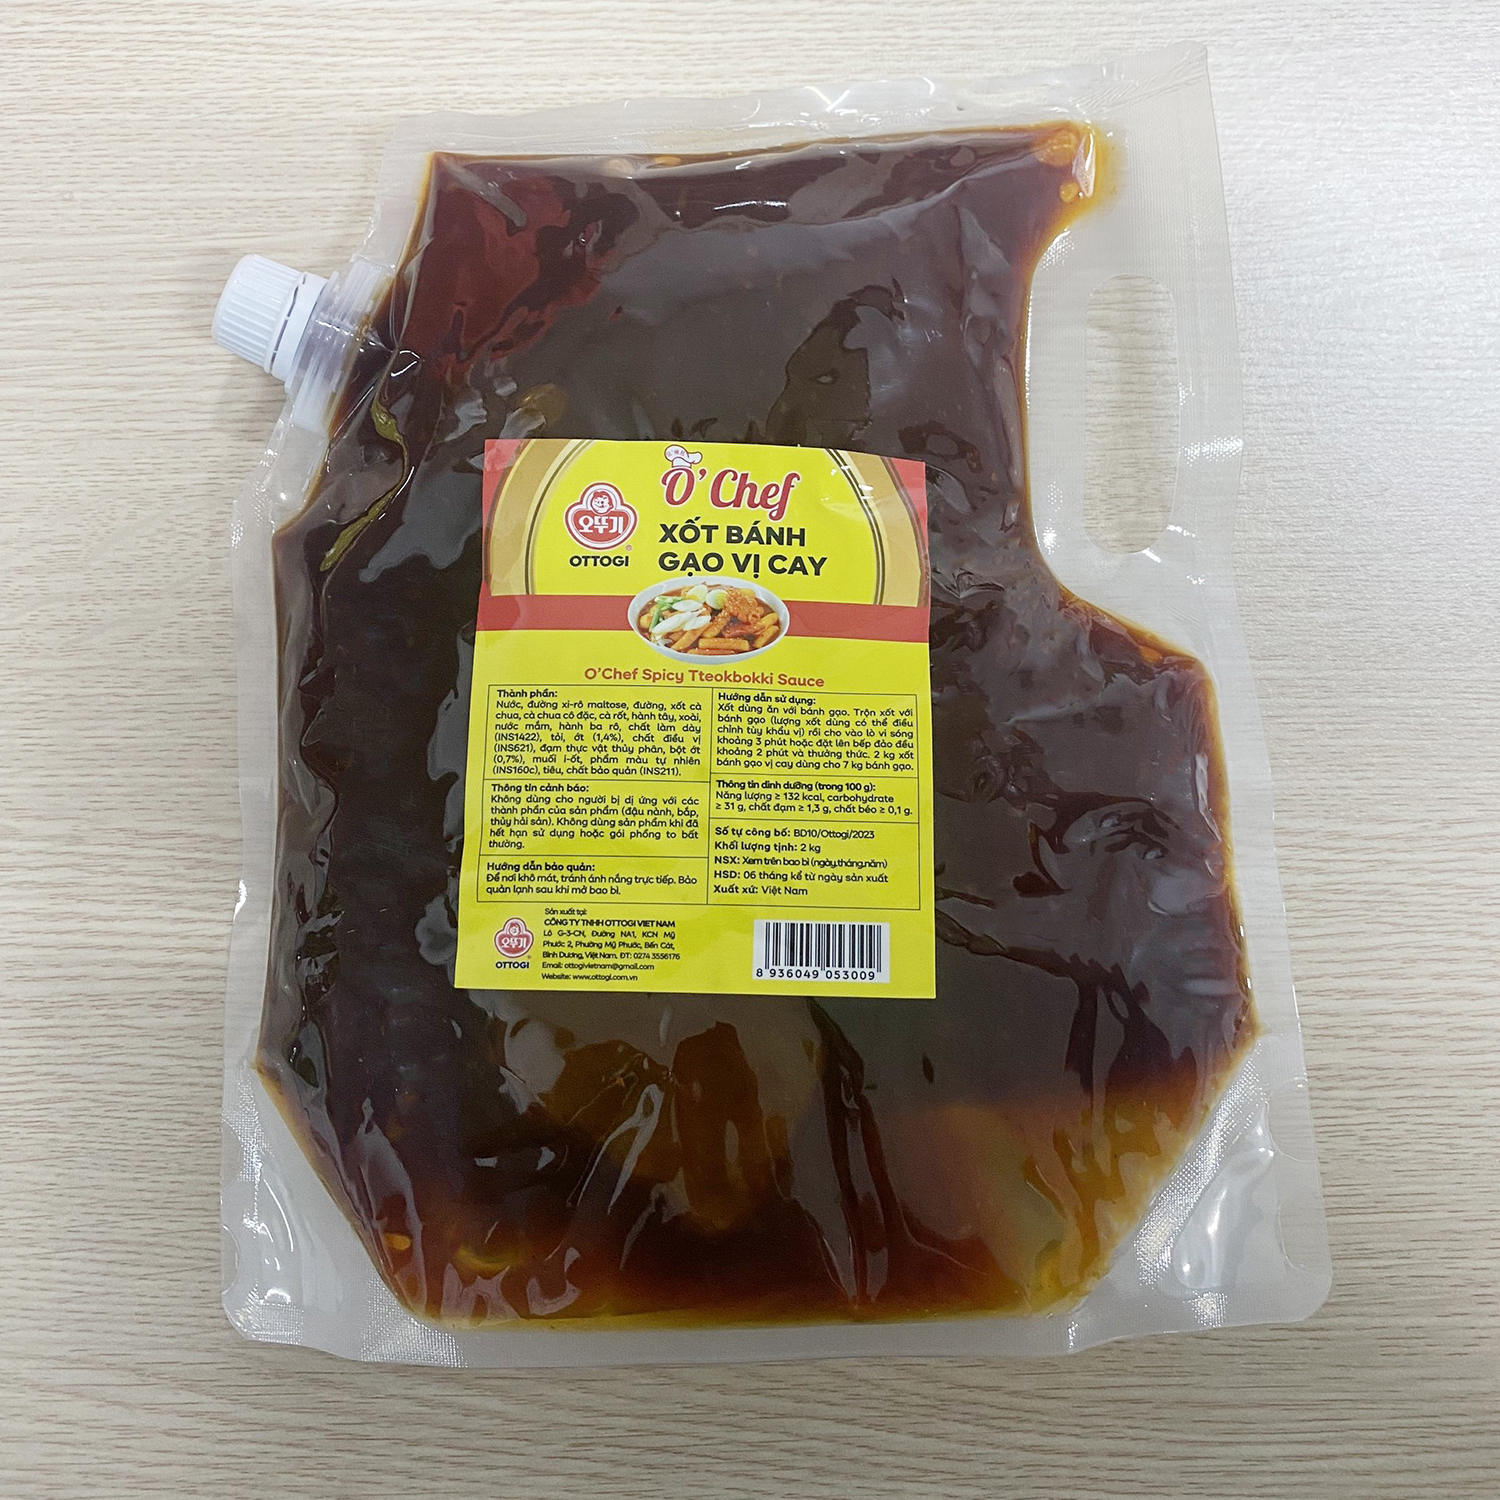 O' Chef
오뚜기
OTTOGI
XỐT BÁNH
GẠO VỊ CAY
O'Chef Spicy Tteokbokki Sauce
Thành phần:
Nước, đường xi-rô maltose, đường, xốt cà
chua, cà chua cô đặc, cà rốt, hành tây, xoài,
nước mắm, hành ba rô, chất làm dày
(INS1422), tỏi, ớt (1,4%), chất điều vị
(INS621), đạm thực vật thủy phân, bột ớt
(0,7%), muối i-ốt, phẩm màu tự nhiên
(INS160c), tiêu, chất bảo quản (INS211).
Thông tin cảnh báo:
Không dùng cho người bị dị ứng với các
thành phần của sản phẩm (đậu nành, bắp,
thủy hải sản). Không dùng sản phẩm khi đã
hết hạn sử dụng hoặc gói phồng to bất
thường.
Hướng dẫn bảo quản:
Để nơi khô mát, tránh ánh nắng trực tiếp. Bảo
quản lạnh sau khi mở bao bì.
Hướng dẫn sử dụng:
Xốt dùng ăn với bánh gạo. Trộn xốt với
bánh gạo (lượng xốt dùng có thể điều
chỉnh tùy khẩu vị) rồi cho vào lò vi sóng
khoảng 3 phút hoặc đặt lên bếp đảo đều
khoảng 2 phút và thưởng thức. 2 kg xốt
bánh gạo vị cay dùng cho 7 kg bánh gạo.
Thông tin dinh dưỡng (trong 100 g):
Năng lượng ≥ 132 kcal, carbohydrate
≥ 31 g, chất đạm ≥ 1,3 g, chất béo ≥ 0,1 g.
Số tự công bố: BD10/Ottogi/2023
Khối lượng tịnh: 2 kg
NSX: Xem trên bao bì (ngày.tháng.năm)
HSD: 06 tháng kể từ ngày sản xuất
Xuất xứ: Việt Nam
오뚜기
OTTOGI
Sản xuất tại:
CÔNG TY TNHH OTTOGI VIET NAM
Lô G-3-CN, Đường NA1, KCN Mỹ
Phước 2, Phường Mỹ Phước, Bến Cát,
Bình Dương, Việt Nam. ĐT: 0274 3556176
Email: ottogivietnam@gmail.com
Website: www.ottogi.com.vn
8 936049 053009